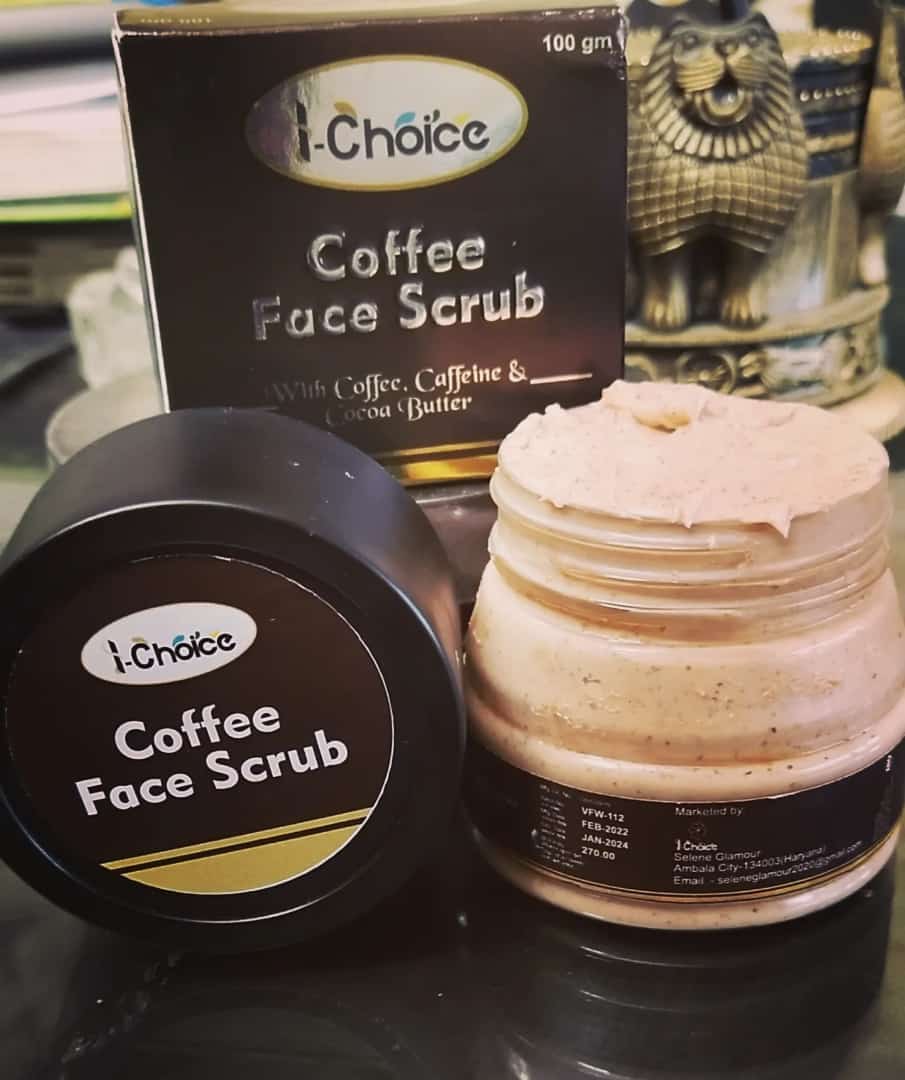 100 gm
i-Choice
Coffee
Face Scrub
With Coffee, Caffeine &
Cocoa Butter
i-Choice
Coffee
Face Scrub
VFW-112
FEB-2022
JAN-2024
270.00
Marketed by
i Choice
Selene Glamour
Ambala City-134003(Haryana)
Email - seleneglamour2020@gmail.com